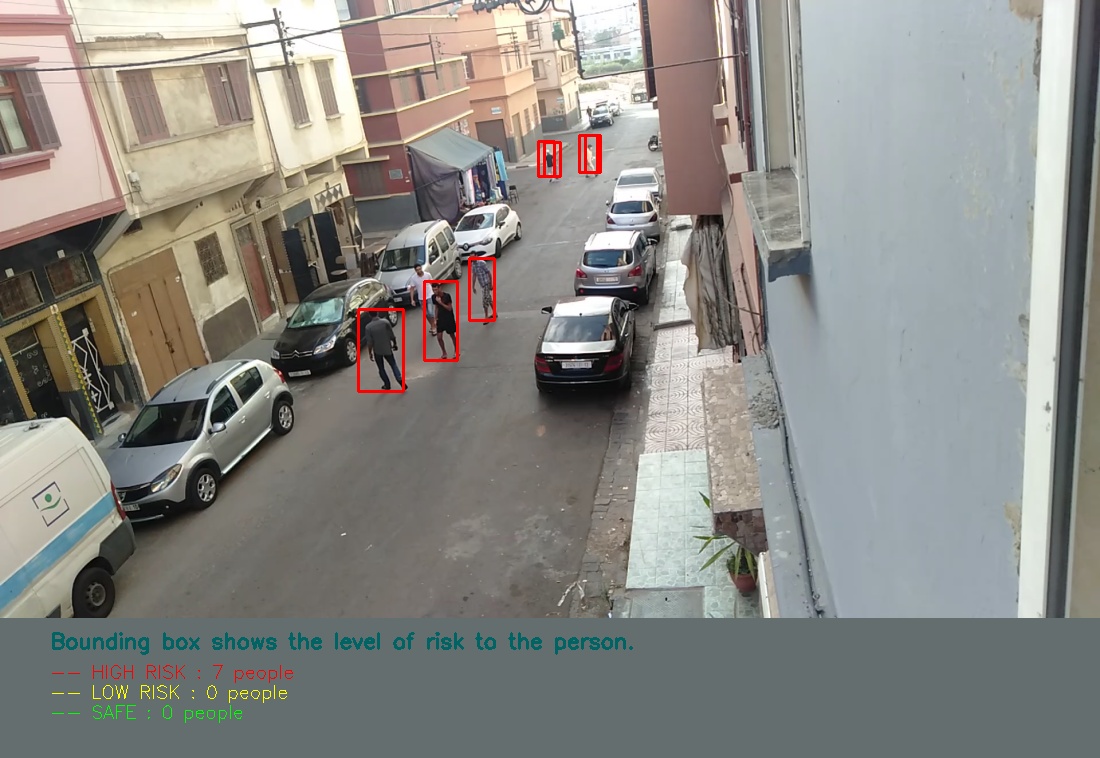 Bounding box shows the level of risk to the person.
-- HIGH RISK : 7 people
-- LOW RISK : 0 people
-- SAFE : 0 people